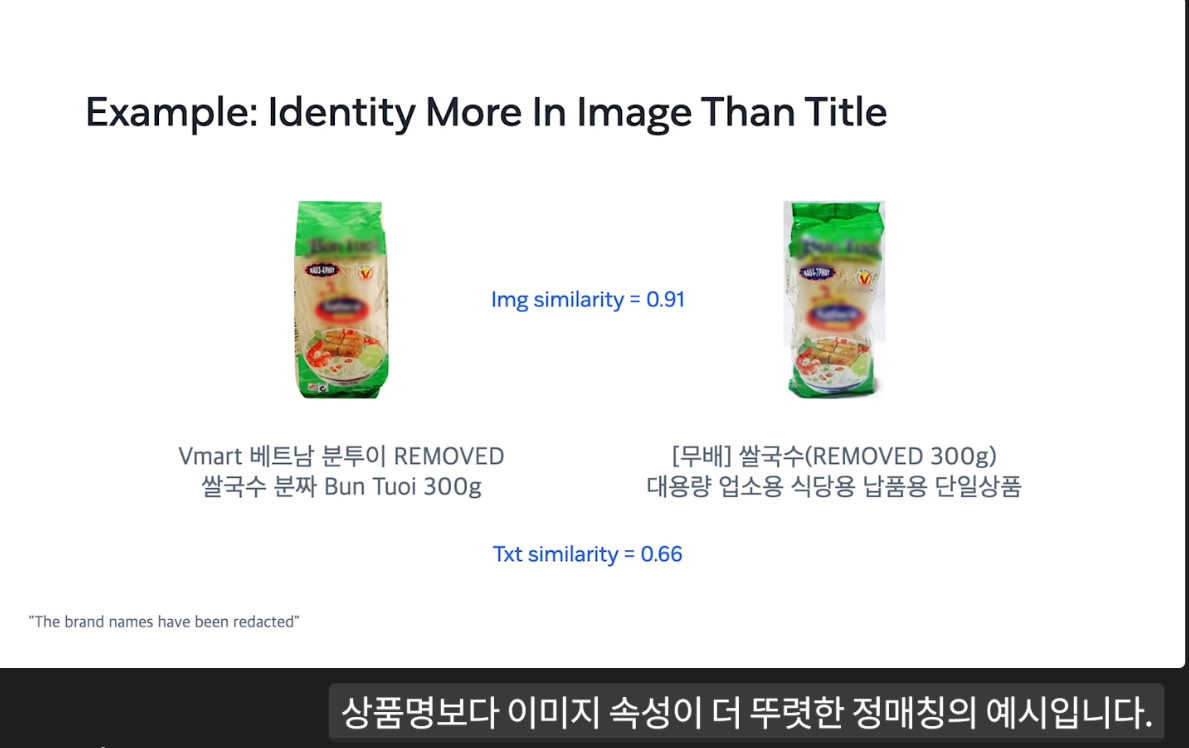 Example: Identity More In Image Than Title
Bun Tuoi
Img similarity = 0.91
Bun Tuoi
Vmart 베트남 분투이 REMOVED
쌀국수 분짜 Bun Tuoi 300g
[무배] 쌀국수(REMOVED 300g)
대용량 업소용 식당용 납품용 단일상품
Txt similarity = 0.66
"The brand names have been redacted"
상품명보다 이미지 속성이 더 뚜렷한 정매칭의 예시입니다.